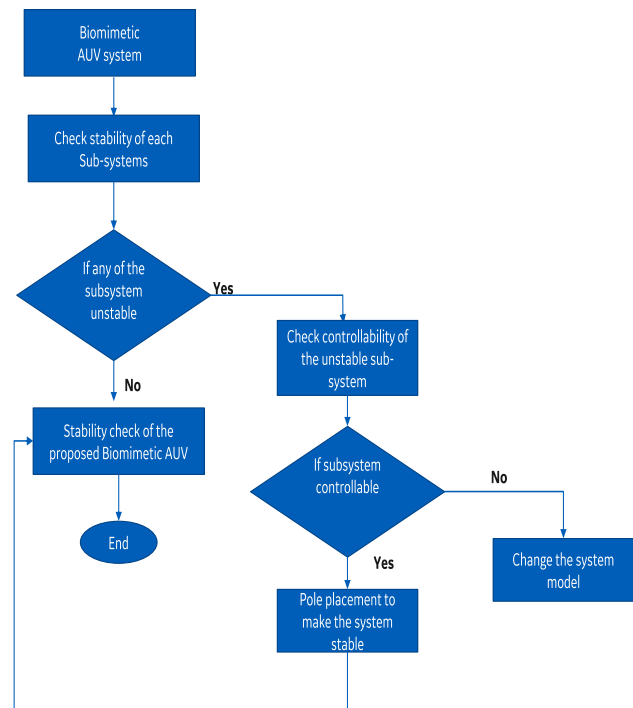 Biomimetic
AUV system
Check stability of each
Sub-systems
If any of the
subsystem
unstable
Yes
No
Check controllability of
the unstable sub-
system
Stability check of the
proposed Biomimetic AUV
If subsystem
controllable
No
End
Yes
Change the system
model
Pole placement to
make the system
stable